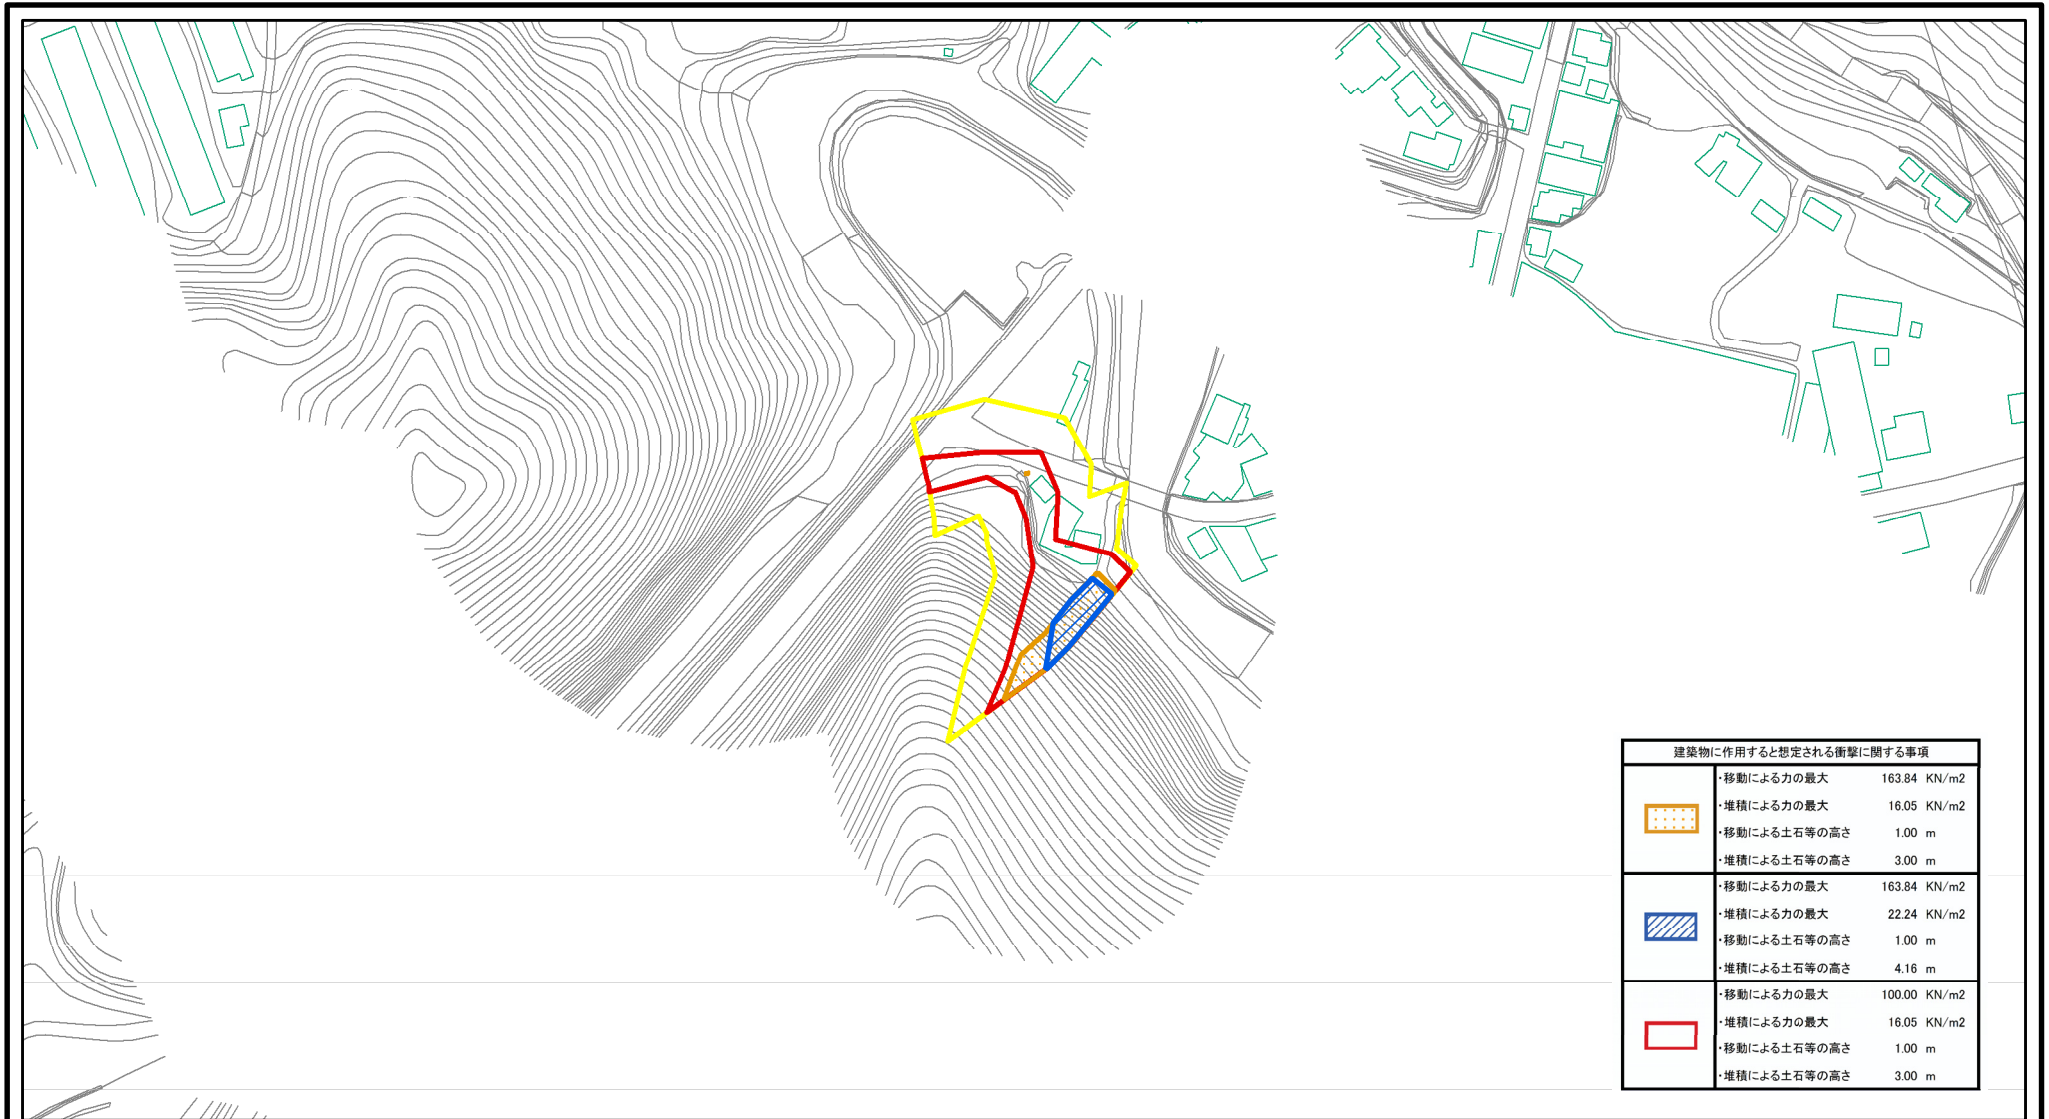 建築物に作用すると想定される衝撃に関する事項
・移動による力の最大 163.84 KN/m2
・堆積による力の最大 16.05 KN/m2
・移動による土石等の高さ 1.00 m
・堆積による土石等の高さ 3.00 m
・移動による力の最大 163.84 KN/m2
・堆積による力の最大 22.24 KN/m2
・移動による土石等の高さ 1.00 m
・堆積による土石等の高さ 4.16 m
・移動による力の最大 100.00 KN/m2
・堆積による力の最大 16.05 KN/m2
・移動による土石等の高さ 1.00 m
・堆積による土石等の高さ 3.00 m